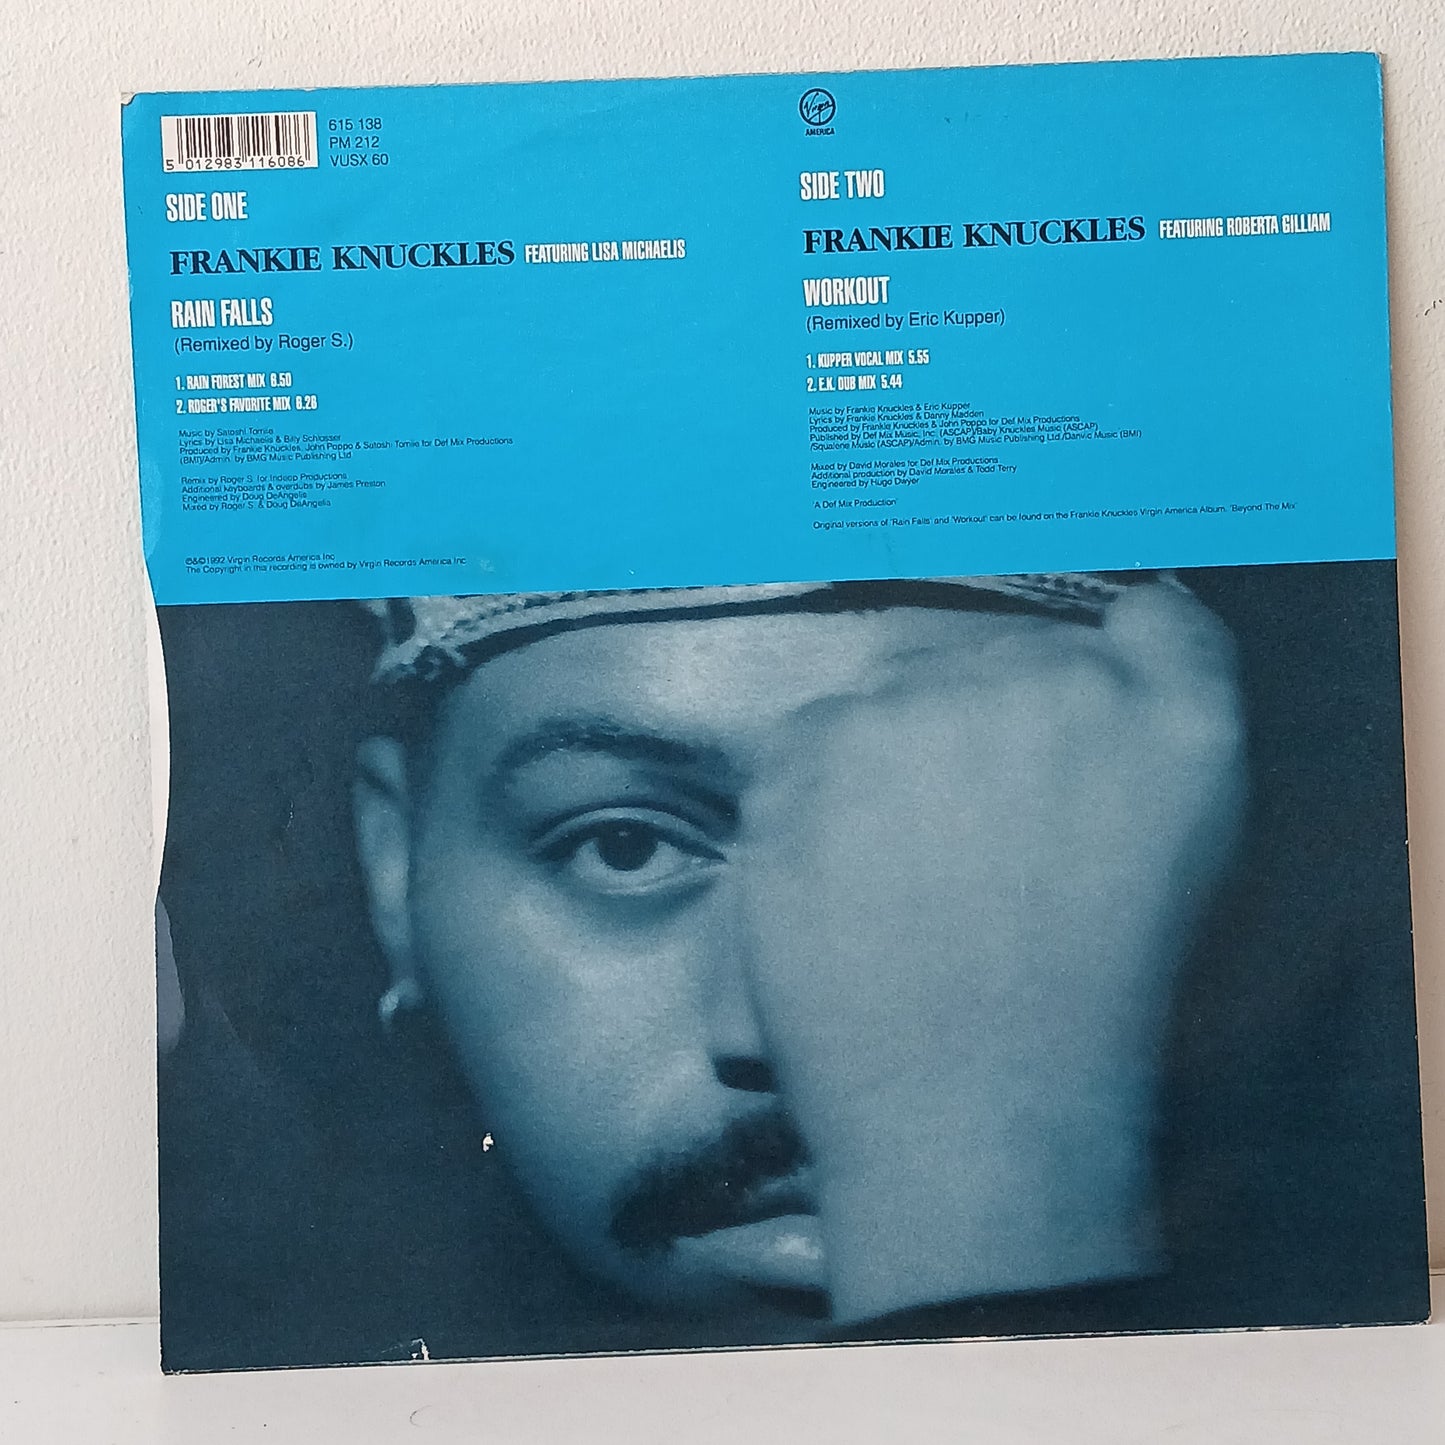 5 012983 116086
615 138
PM 212
VUSX 60
SIDE ONE
FRANKIE KNUCKLES FEATURING LISA MICHAELIS
RAIN FALLS
(Remixed by Roger S.)
1. RAIN FOREST MIX 6.50
2. ROGER'S FAVORITE MIX 6.26
Music by Satoshi Tomiie
Lyrics by Lisa Michaelis & Billy Schlosser
Produced by Frankie Knuckles, John Poppo & Satoshi Tomiie for Def Mix Productions
(BMI)/Admin. by BMG Music Publishing Ltd
Remix by Roger S. for Indeep Productions
Additional keyboards & overdubs by James Preston
Engineered by Doug DeAngelis
Mixed by Roger S. & Doug DeAngelis
℗&©1992 Virgin Records America Inc
The Copyright in this recording is owned by Virgin Records America Inc
Virgin
AMERICA
SIDE TWO
FRANKIE KNUCKLES FEATURING ROBERTA GILLIAM
WORKOUT
(Remixed by Eric Kupper)
1. KUPPER VOCAL MIX 5.55
2. E.K. DUB MIX 5.44
Music by Frankie Knuckles & Eric Kupper
Lyrics by Frankie Knuckles & Danny Madden
Produced by Frankie Knuckles & John Poppo for Def Mix Productions
Published by Def Mix Music, Inc. (ASCAP)/Baby Knuckles Music (ASCAP)
/Squalene Music (ASCAP)/Admin. by BMG Music Publishing Ltd./Danric Music (BMI)
Mixed by David Morales for Def Mix Productions
Additional production by David Morales & Todd Terry
Engineered by Hugo Dwyer
'A Def Mix Production'
Original versions of 'Rain Falls' and 'Workout' can be found on the Frankie Knuckles Virgin America Album, 'Beyond The Mix'